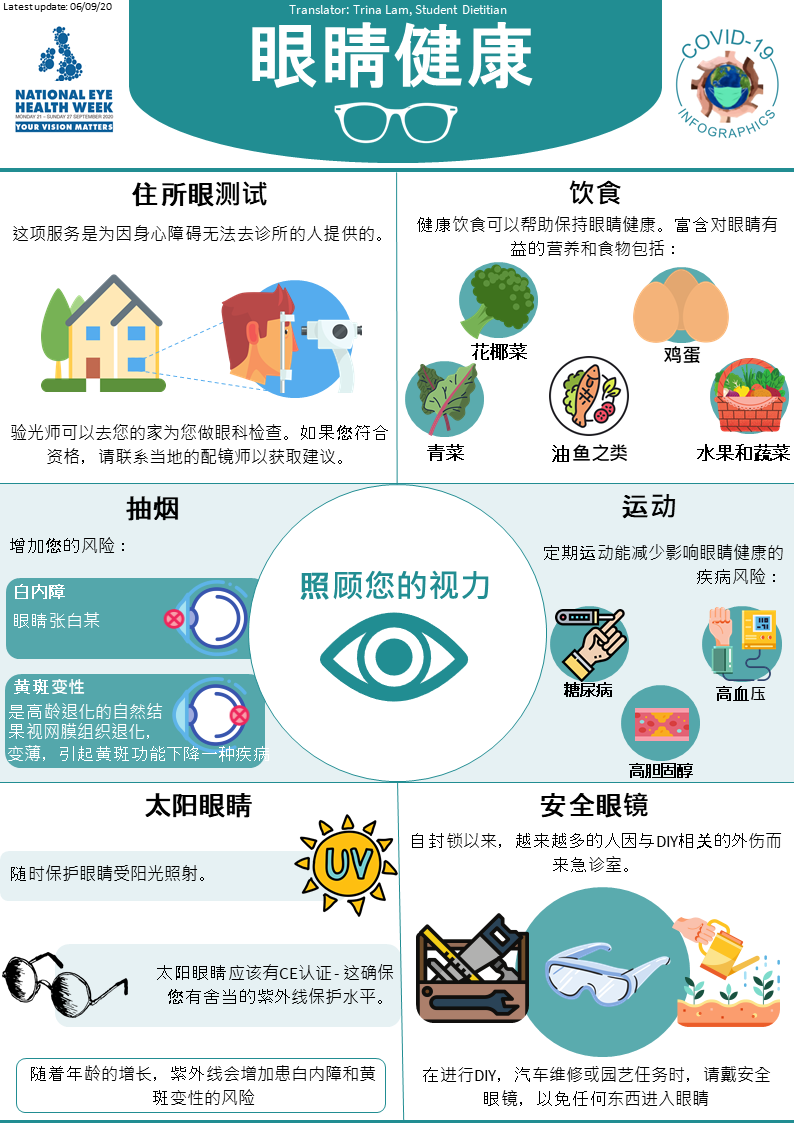 Latest update: 06/09/20
Translator: Trina Lam, Student Dietitian
眼睛健康
NATIONAL EYE
HEALTH WEEK
MONDAY 21 - SUNDAY 27 SEPTEMBER 2020
YOUR VISION MATTERS
COVID-19
INFOGRAPHICS
住所眼测试
这项服务是为因身心障碍无法去诊所的人提供的。
验光师可以去您的家为您做眼科检查。如果您符合
资格，请联系当地的配镜师以获取建议。
饮食
健康饮食可以帮助保持眼睛健康。富含对眼睛有
益的营养和食物包括：
花椰菜
鸡蛋
青菜
油鱼之类
水果和蔬菜
抽烟
增加您的风险：
白内障
眼睛张白某
黄斑变性
是高龄退化的自然结
果视网膜组织退化，
变薄，引起黄斑功能下降一种疾病
照顾您的视力
运动
定期运动能减少影响眼睛健康的
疾病风险：
糖尿病
高血压
高胆固醇
太阳眼睛
UV
随时保护眼睛受阳光照射。
太阳眼睛应该有CE认证- 这确保
您有舍当的紫外线保护水平。
随着年龄的增长，紫外线会增加患白内障和黄
斑变性的风险
安全眼镜
自封锁以来，越来越多的人因与DIY相关的外伤而
来急诊室。
在进行DIY，汽车维修或园艺任务时，请戴安全
眼镜，以免任何东西进入眼睛